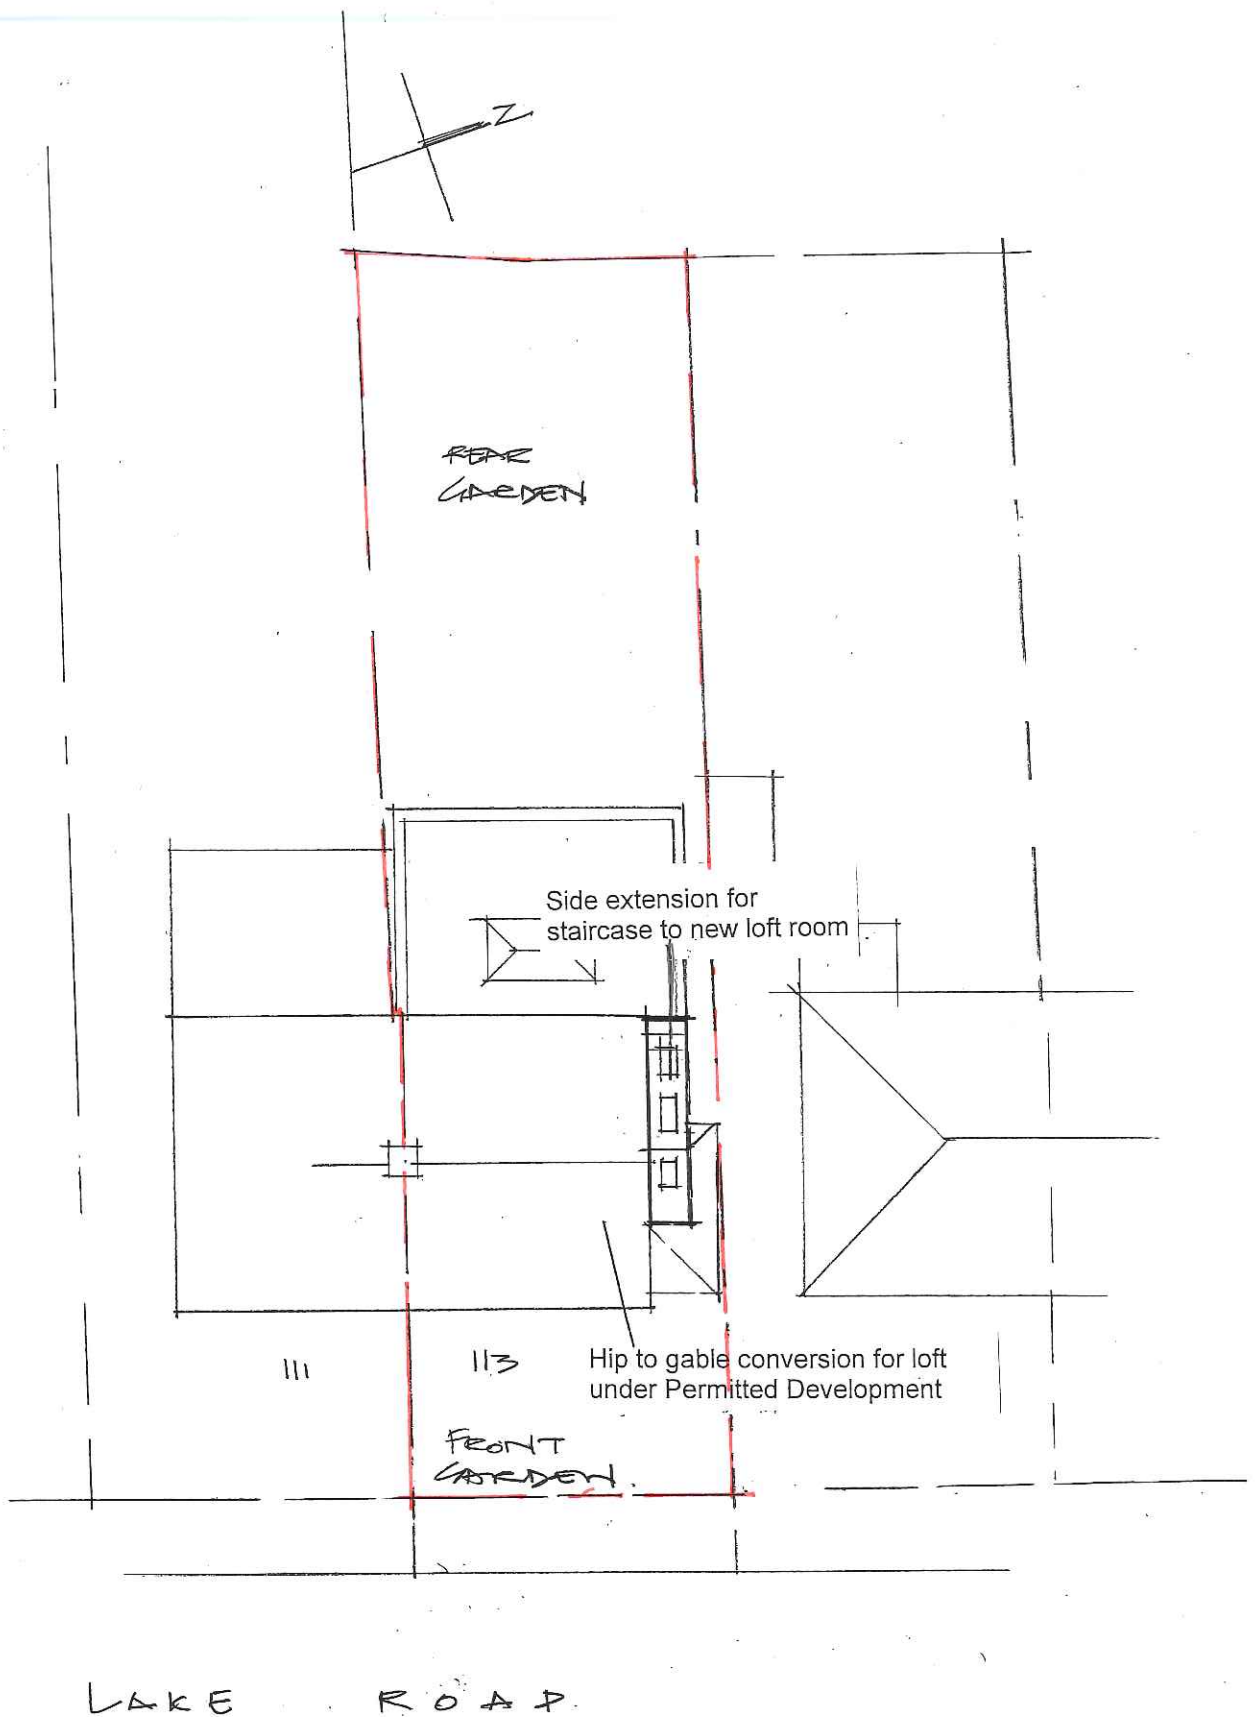 N
REAR
GARDEN
Side extension for
staircase to new loft room
111
113
Hip to gable conversion for loft
under Permitted Development
FRONT
GARDEN.
LAKE ROAD.